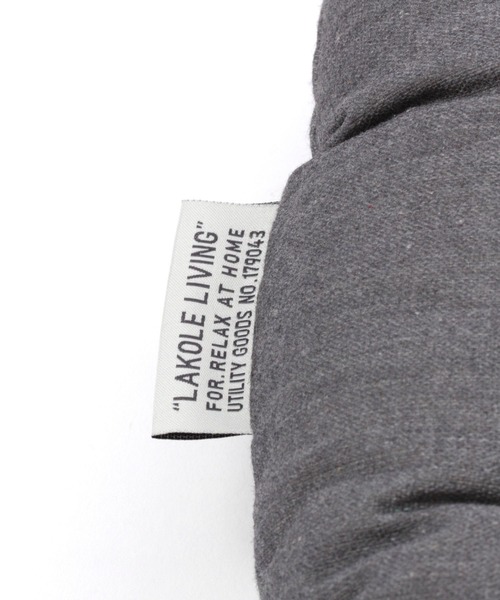 “LAKOLE LIVING”
FOR.RELAX AT HOME
UTILITY GOODS NO.179043